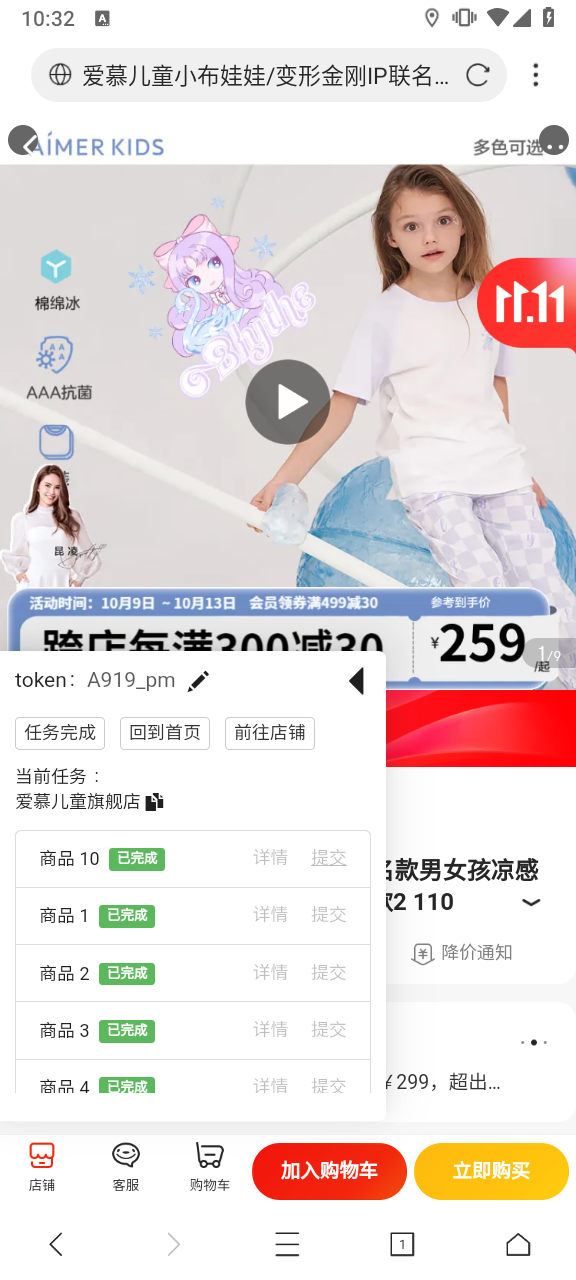 10:32
爱慕儿童小布娃娃/变形金刚IP联名...
AIMER KIDS
多色可选
棉绵冰
Blythe
11.11
AAA抗菌
昆凌
活动时间：10月9日 ~ 10月13日 会员领券满499减30
参考到手价
跨店每满300减30
¥259
/起
1/9
token： A919_pm
任务完成 回到首页 前往店铺
当前任务 ：
爱慕儿童旗舰店
商品 10 已完成 详情 提交
商品 1 已完成 详情 提交
商品 2 已完成 详情 提交
商品 3 已完成 详情 提交
商品 4 已完成 详情 提交
名款男女孩凉感
款2 110
降价通知
¥299，超出...
店铺 客服 购物车 加入购物车 立即购买
1